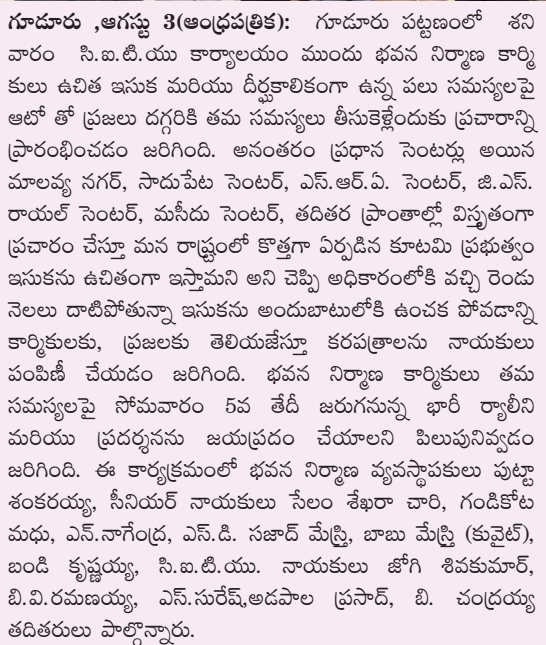 గూడూరు ,ఆగస్టు 3(ఆంధ్రపత్రిక): గూడూరు పట్టణంలో శని
వారం సి.ఐ.టి.యు కార్యాలయం ముందు భవన నిర్మాణ కార్మి
కులు ఉచిత ఇసుక మరియు దీర్ఘకాలికంగా ఉన్న పలు సమస్యలపై
ఆటో తో ప్రజలు దగ్గరికి తమ సమస్యలు తీసుకెళ్లేందుకు ప్రచారాన్ని
ప్రారంభించడం జరిగింది. అనంతరం ప్రధాన సెంటర్లు అయిన
మాలవ్య నగర్, సాదుపేట సెంటర్, ఎస్.ఆర్.ఏ. సెంటర్, జి.ఎస్.
రాయల్ సెంటర్, మసీదు సెంటర్, తదితర ప్రాంతాల్లో విస్తృతంగా
ప్రచారం చేస్తూ మన రాష్ట్రంలో కొత్తగా ఏర్పడిన కూటమి ప్రభుత్వం
ఇసుకను ఉచితంగా ఇస్తామని అని చెప్పి అధికారంలోకి వచ్చి రెండు
నెలలు దాటిపోతున్నా ఇసుకను అందుబాటులోకి ఉంచక పోవడాన్ని
కార్మికులకు, ప్రజలకు తెలియజేస్తూ కరపత్రాలను నాయకులు
పంపిణీ చేయడం జరిగింది. భవన నిర్మాణ కార్మికులు తమ
సమస్యలపై సోమవారం 5వ తేదీ జరుగనున్న భారీ ర్యాలీని
మరియు ప్రదర్శనను జయప్రదం చేయాలని పిలుపునివ్వడం
జరిగింది. ఈ కార్యక్రమంలో భవన నిర్మాణ వ్యవస్థాపకులు పుట్టా
శంకరయ్య, సీనియర్ నాయకులు సేలం శేఖరా చారి, గండికోట
మధు, ఎన్.నాగేంద్ర, ఎస్.డి. సజాద్ మేస్త్రి, బాబు మేస్త్రి (కువైట్),
బండి కృష్ణయ్య, సి.ఐ.టి.యు. నాయకులు జోగి శివకుమార్,
బి.వి.రమణయ్య, ఎస్.సురేష్,అడపాల ప్రసాద్, బి. చంద్రయ్య
తదితరులు పాల్గొన్నారు.